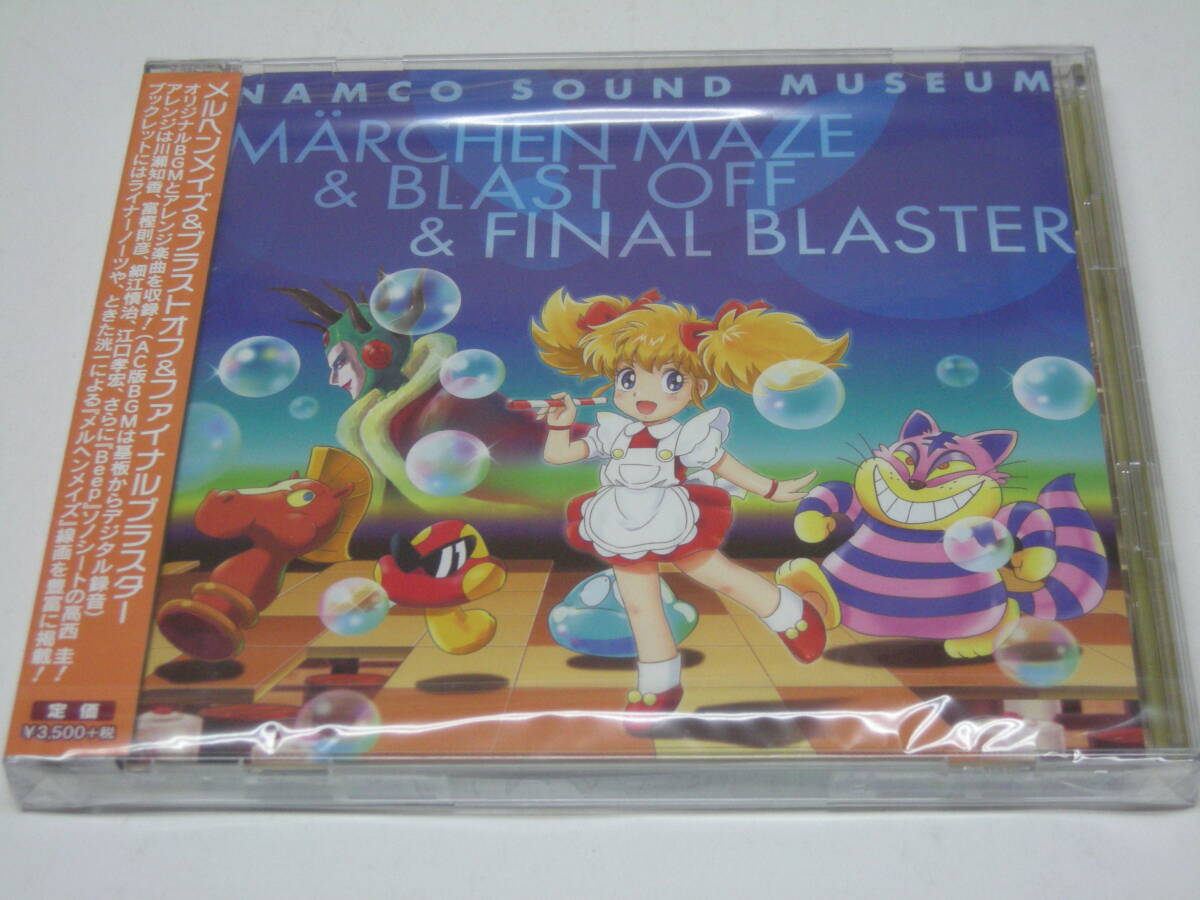 NAMCO SOUND MUSEUM
MÄRCHEN MAZE
& BLAST OFF
& FINAL BLASTER
メルヘンメイズ&ブラストオフ&ファイナルブラスター
オリジナルBGMとアレンジ楽曲を収録!(AC版BGMは基板からデジタル録音)
アレンジは川瀬知香、富樫則彦、細江慎治、江口孝宏、さらに『Beep』ソノシートの高西 圭!
ブックレットにはライナーノーツや、ときた洸一による『メルヘンメイズ』線画を豊富に掲載!
定価
¥3,500+税